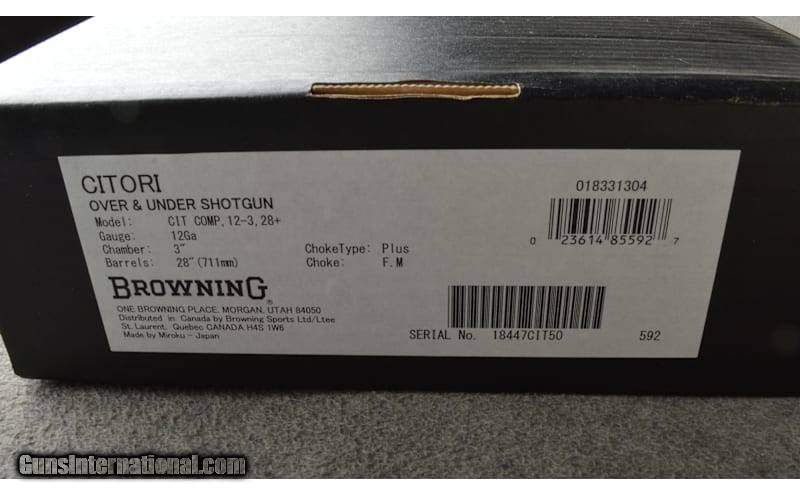 CITORI
OVER & UNDER SHOTGUN
Model: CIT COMP, 12-3, 28+
Gauge: 12Ga
Chamber: 3"
Barrels: 28"(711mm)
ChokeType: Plus
Choke: F.M
BROWNING®
ONE BROWNING PLACE, MORGAN, UTAH 84050
Distributed in Canada by Browning Sports Ltd/Ltee
St. Laurent, Quebec CANADA H4S 1W6
Made by Miroku - Japan
018331304
0 23614 85592 7
SERIAL No. 18447CIT50 592
GunsInternational.com